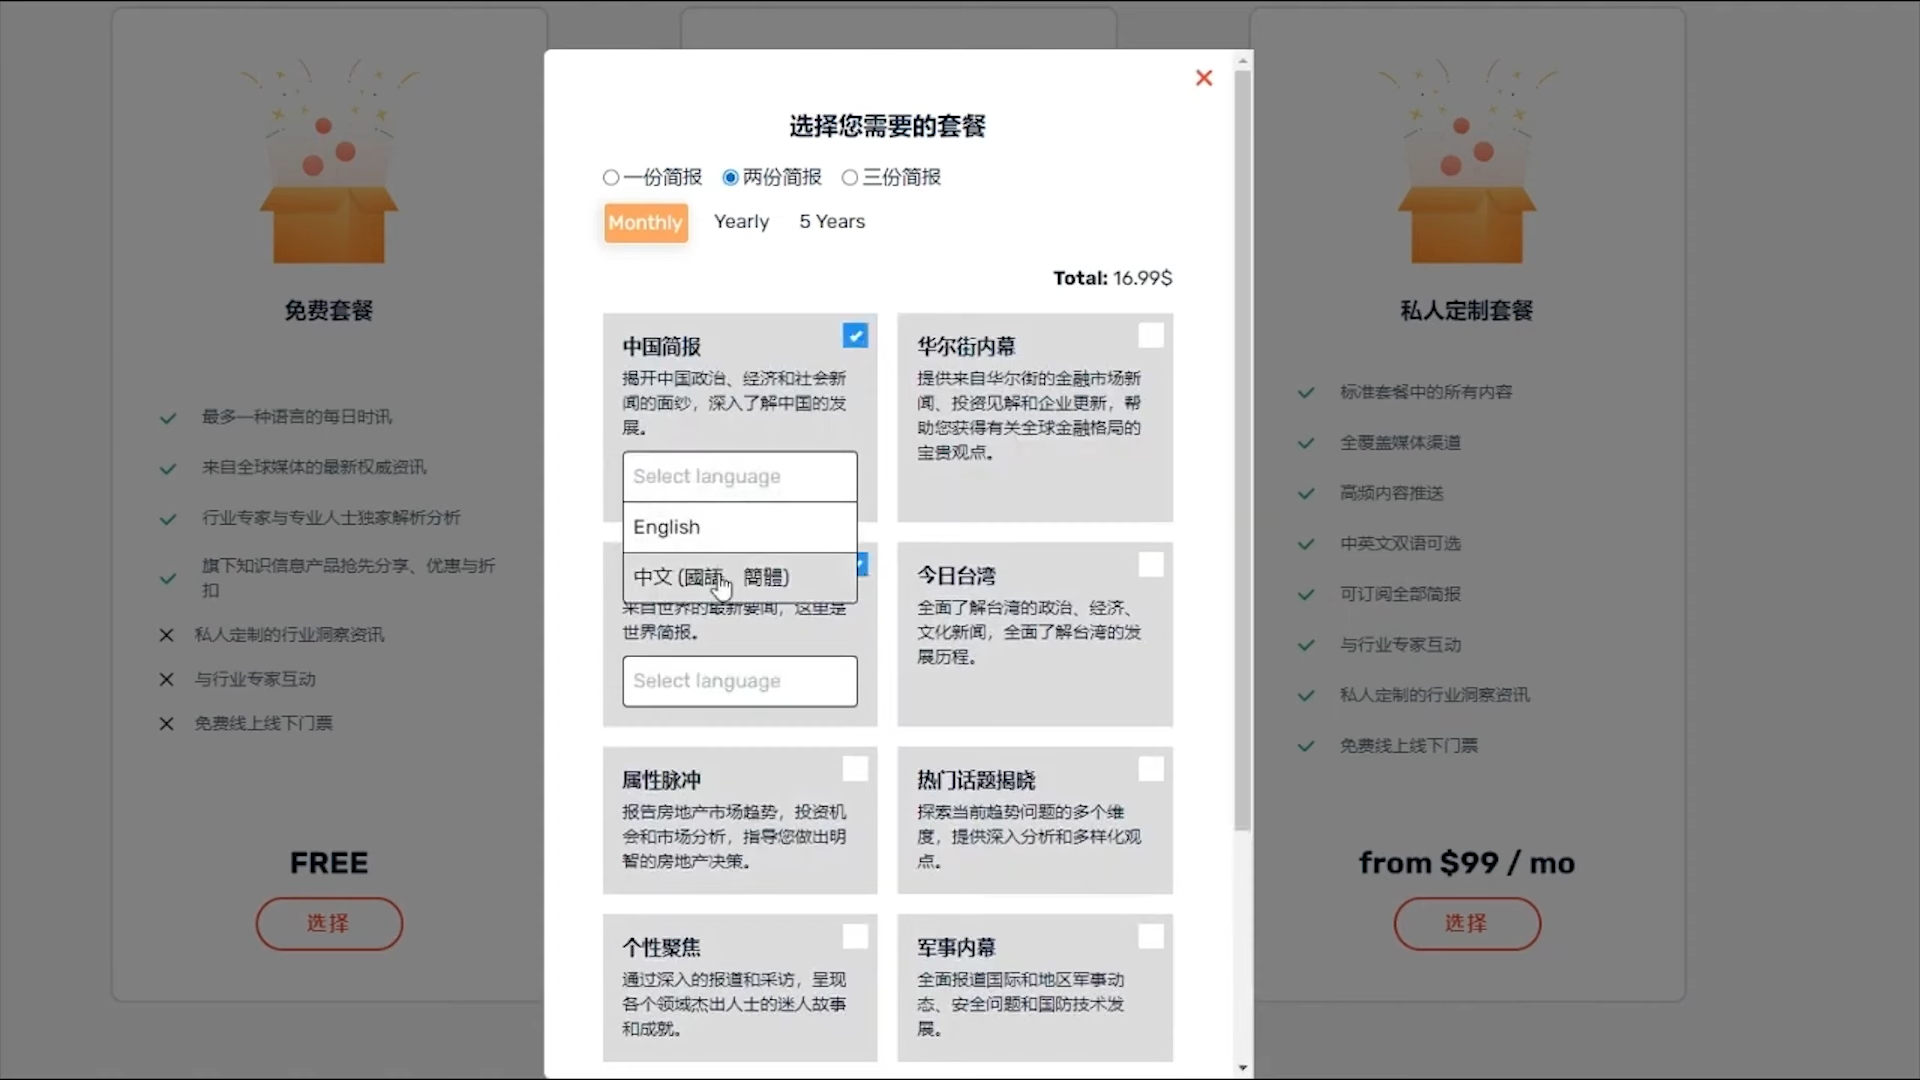 选择您需要的套餐
一份简报 两份简报 三份简报
Monthly Yearly 5 Years
Total: 16.99$
中国简报
揭开中国政治、经济和社会新
闻的面纱，深入了解中国的发
展。
Select language
English
中文 (國語、簡體)
来自世界的最新要闻，这里是
世界简报。
Select language
华尔街内幕
提供来自华尔街的金融市场新
闻、投资见解和企业更新，帮
助您获得有关全球金融格局的
宝贵观点。
今日台湾
全面了解台湾的政治、经济、
文化新闻，全面了解台湾的发
展历程。
属性脉冲
报告房地产市场趋势，投资机
会和市场分析，指导您做出明
智的房地产决策。
热门话题揭晓
探索当前趋势问题的多个维
度，提供深入分析和多样化观
点。
个性聚焦
通过深入的报道和采访，呈现
各个领域杰出人士的迷人故事
和成就。
军事内幕
全面报道国际和地区军事动
态、安全问题和国防技术发
展。
免费套餐
最多一种语言的每日时讯
来自全球媒体的最新权威资讯
行业专家与专业人士独家解析分析
旗下知识信息产品抢先分享、优惠与折
扣
私人定制的行业洞察资讯
与行业专家互动
免费线上线下门票
FREE
选择
私人定制套餐
标准套餐中的所有内容
全覆盖媒体渠道
高频内容推送
中英文双语可选
可订阅全部简报
与行业专家互动
私人定制的行业洞察资讯
免费线上线下门票
from $99 / mo
选择